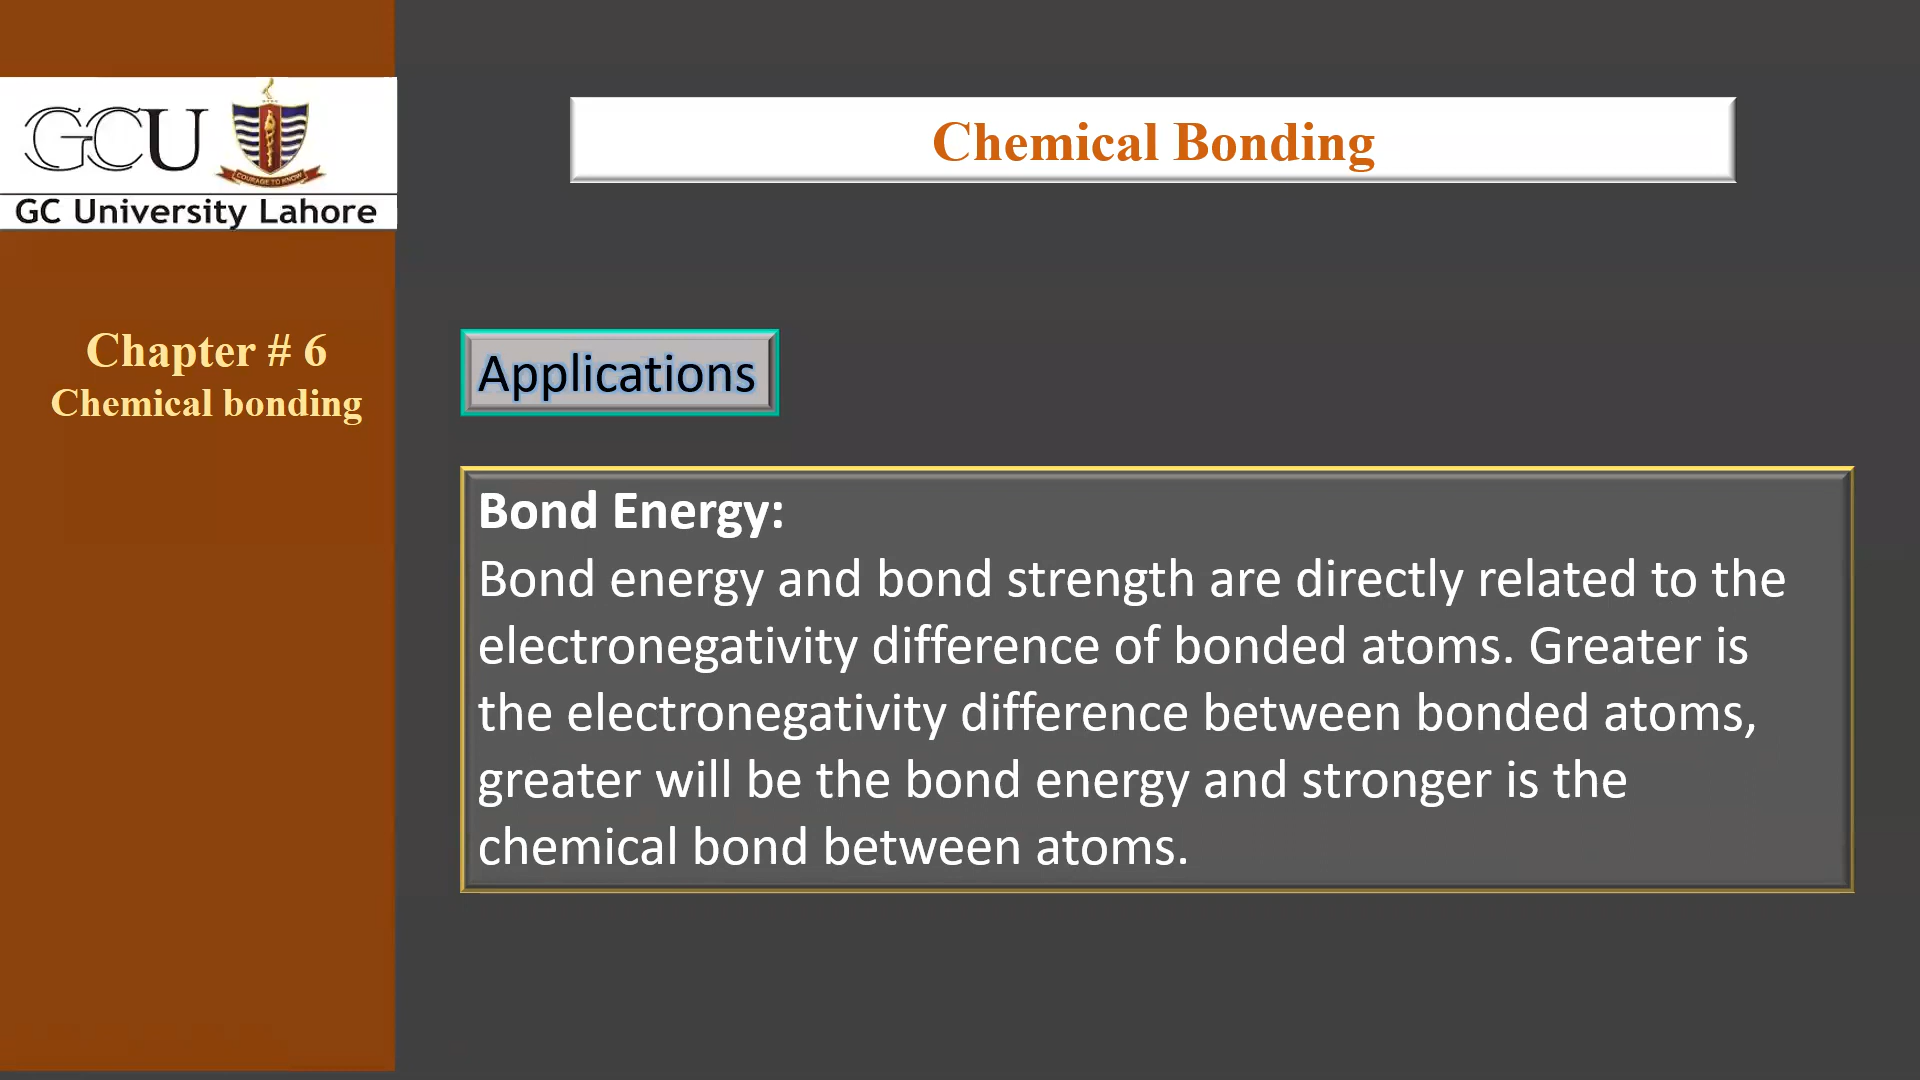 GCU
COURAGE TO KNOW
GC University Lahore
Chapter # 6
Chemical bonding
Chemical Bonding
Applications
Bond Energy:
Bond energy and bond strength are directly related to the
electronegativity difference of bonded atoms. Greater is
the electronegativity difference between bonded atoms,
greater will be the bond energy and stronger is the
chemical bond between atoms.